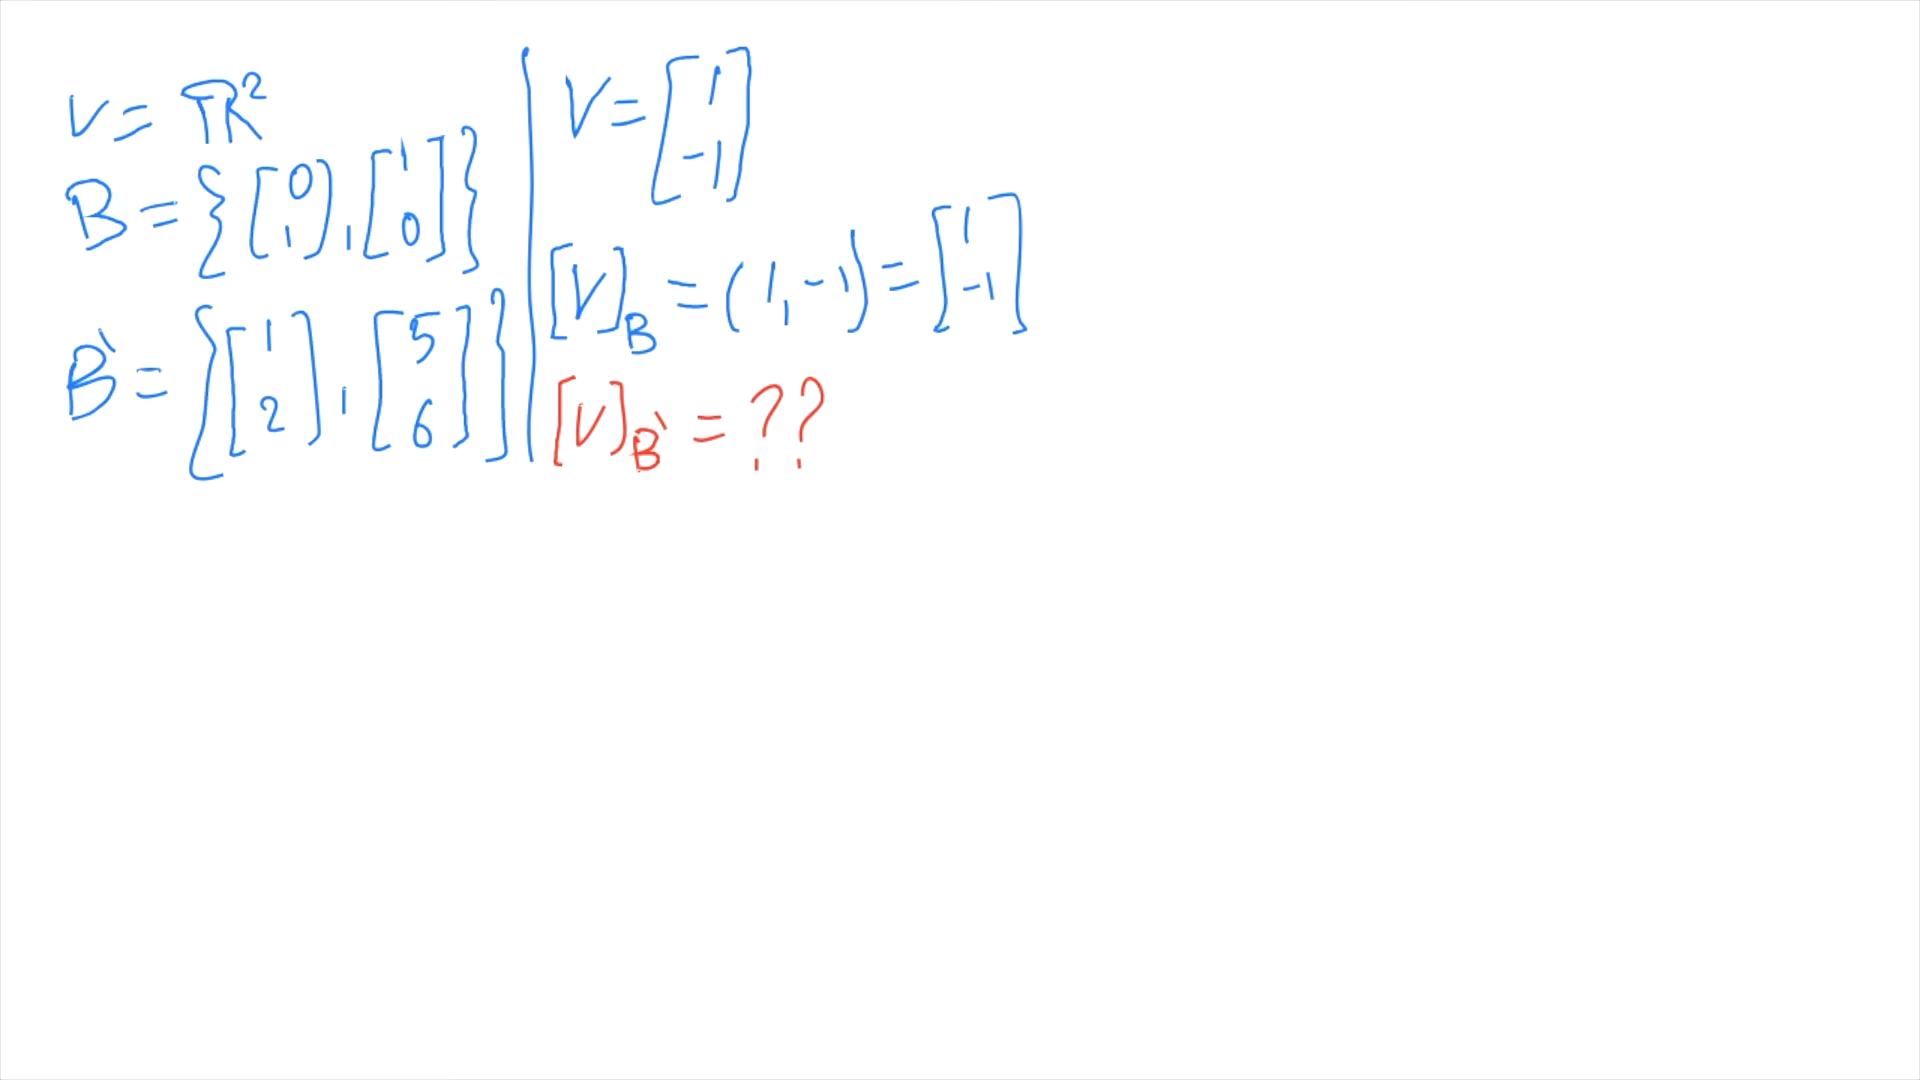 V = ℝ²
B = {[0 1], [1 0]}
B` = {[1 2], [5 6]}
V = [1 -1]
[V]_B = (1, -1) = [1 -1]
[V]_B` = ??